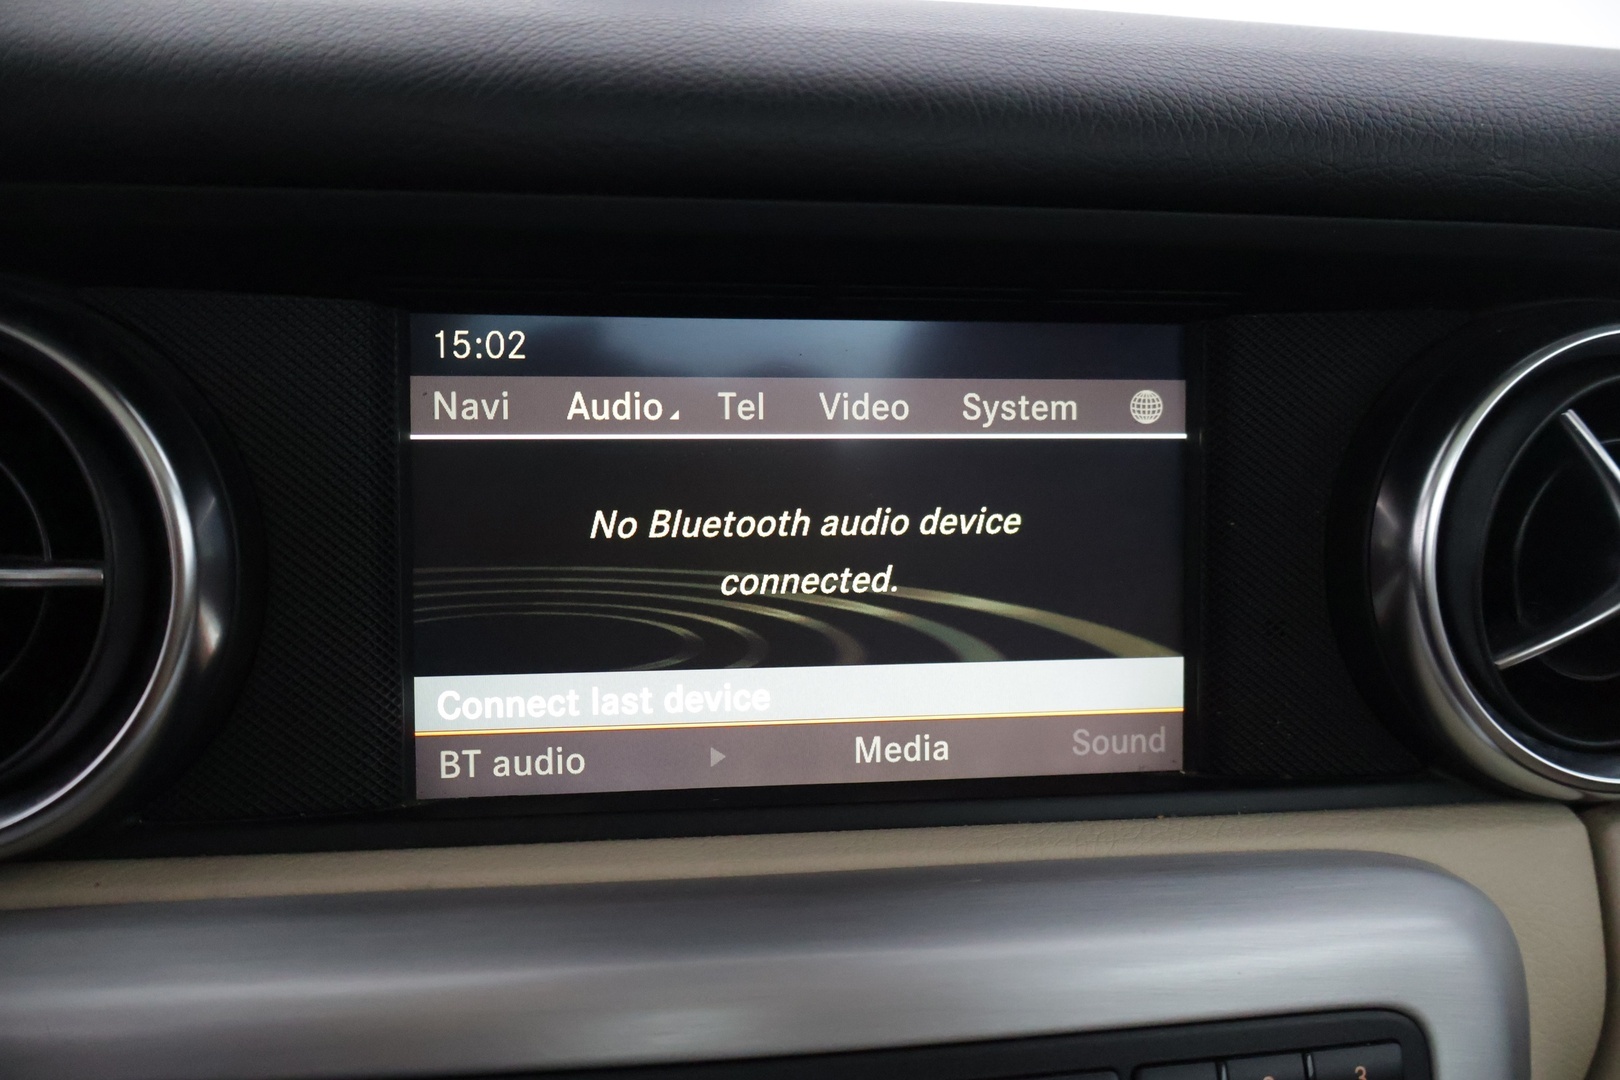 15:02
Navi Audio Tel Video System
No Bluetooth audio device
connected.
Connect last device
BT audio Media Sound
3